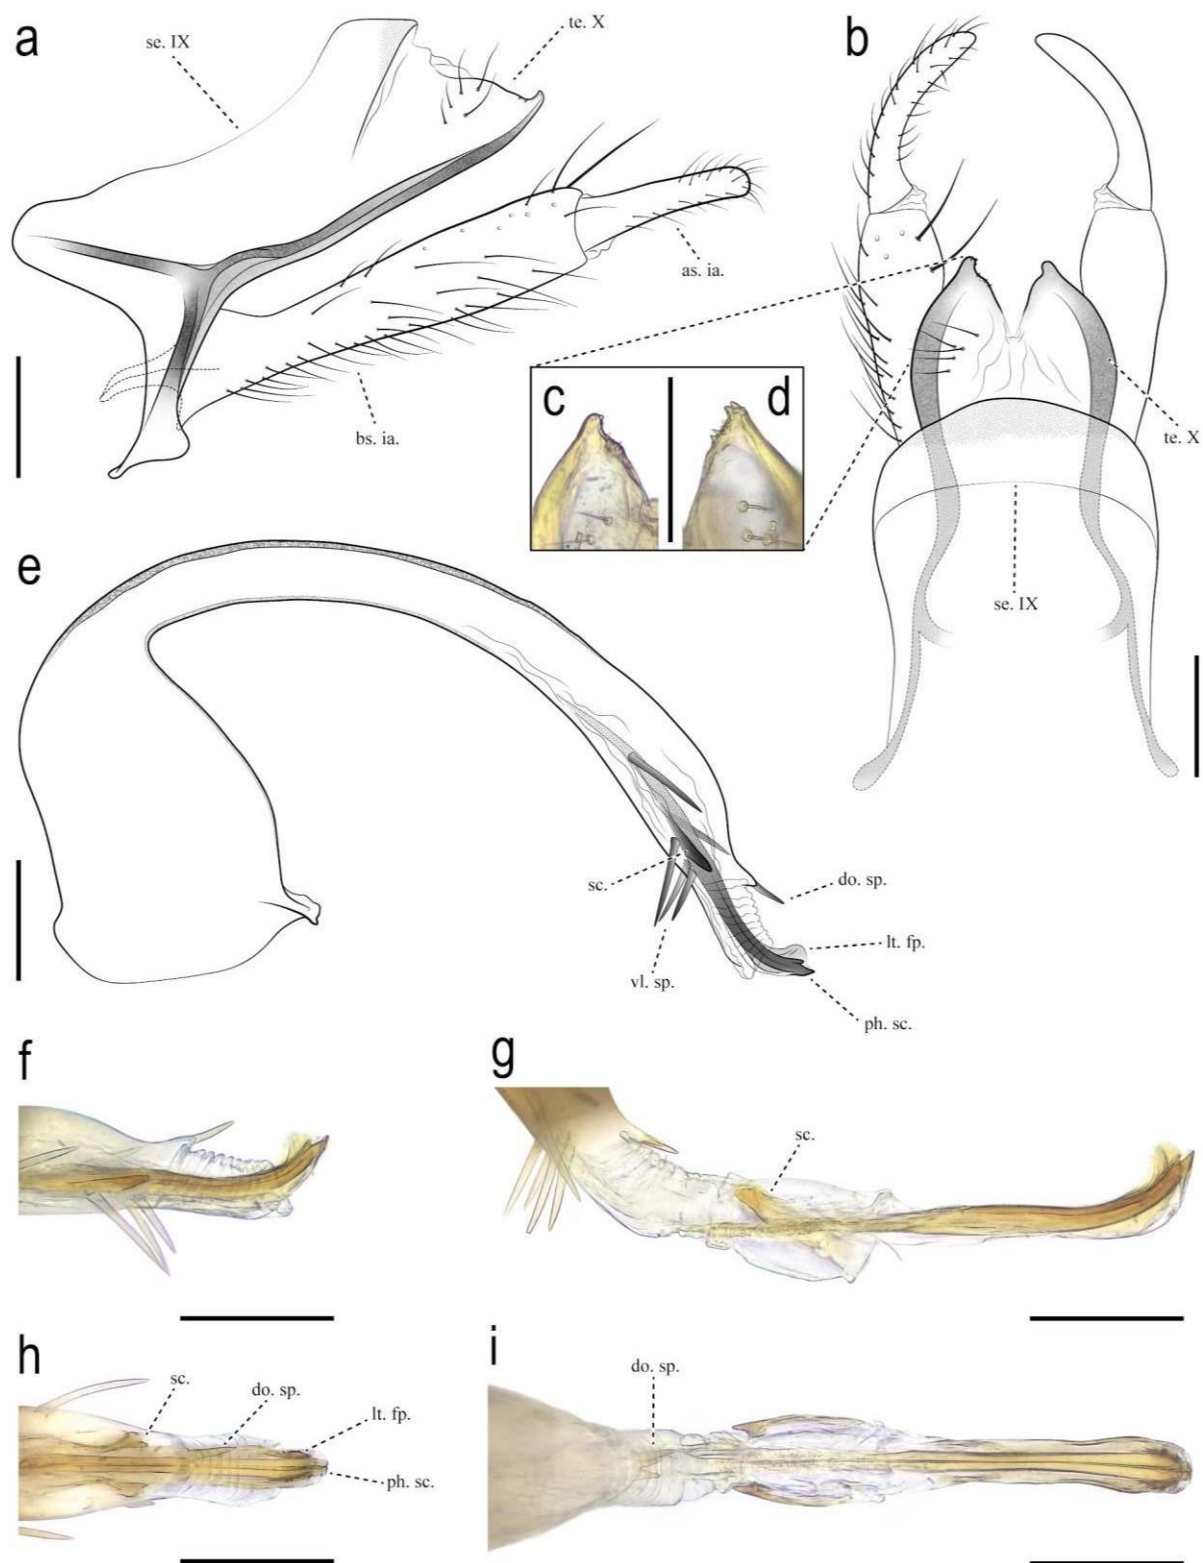 a
se. IX
te. X
as. ia.
bs. ia.
b
te. X
se. IX
c
d
e
sc.
vl. sp.
do. sp.
lt. fp.
ph. sc.
f
g
sc.
h
sc.
do. sp.
lt. fp.
ph. sc.
i
do. sp.